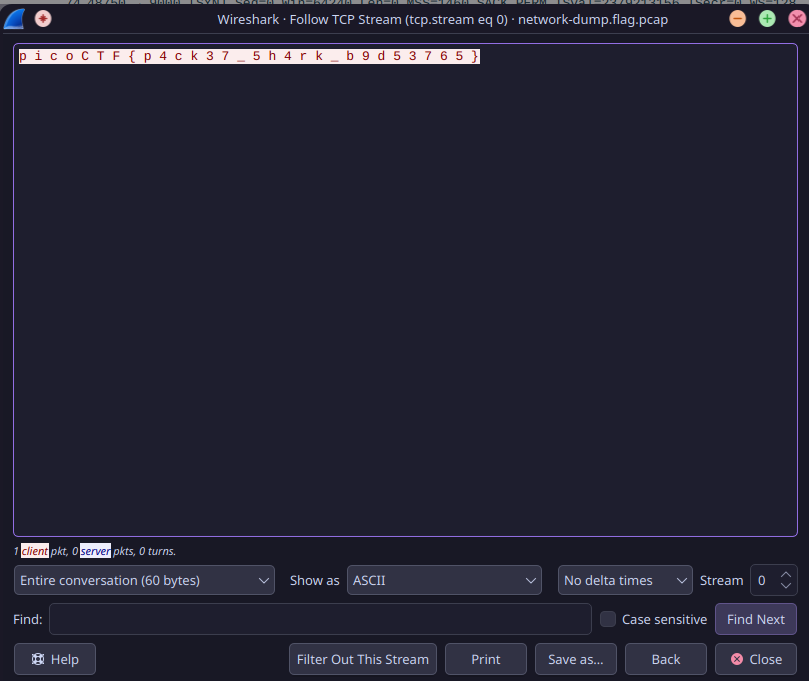 Wireshark · Follow TCP Stream (tcp.stream eq 0) · network-dump.flag.pcap
p i c o C T F { p 4 c k 3 7 _ 5 h 4 r k _ b 9 d 5 3 7 6 5 }
1 client pkt, 0 server pkts, 0 turns.
Entire conversation (60 bytes) Show as ASCII No delta times Stream 0
Find: Case sensitive Find Next
Help Filter Out This Stream Print Save as... Back Close